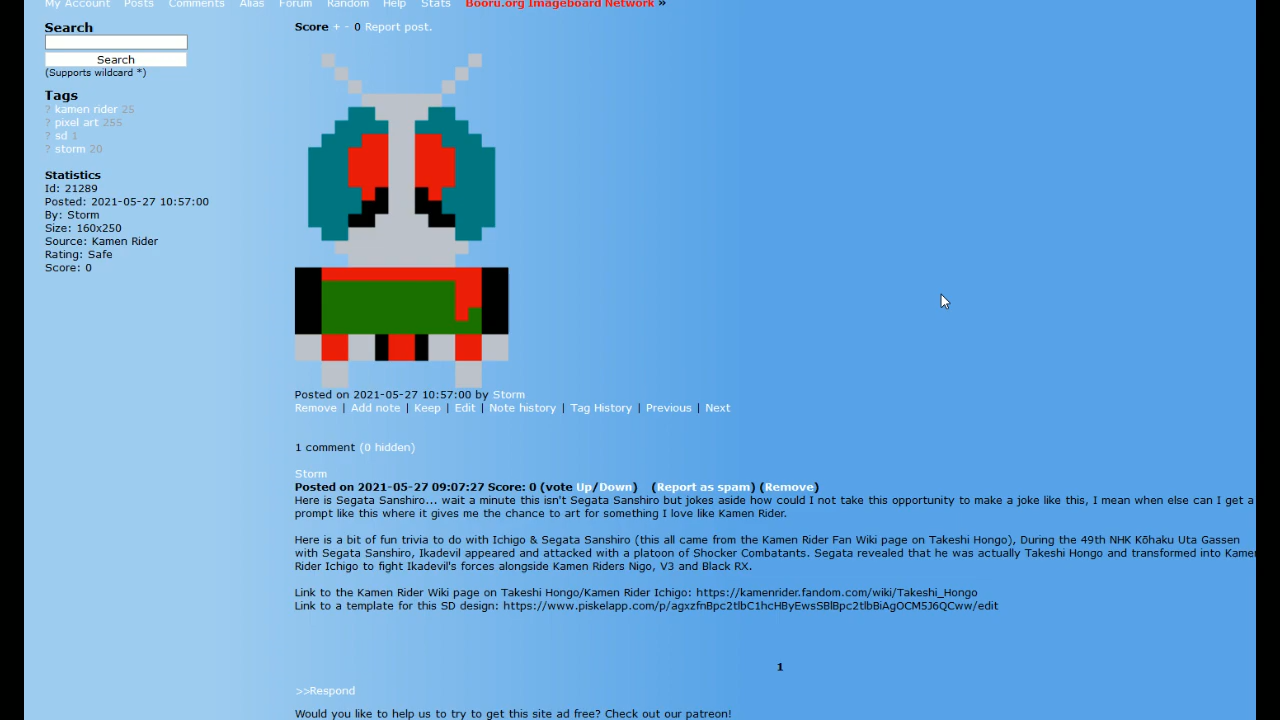 My Account Posts Comments Alias Forum Random Help Stats Booru.org Imageboard Network »
Search
Search
(Supports wildcard *)
Tags
? kamen rider 25
? pixel art 255
? sd 1
? storm 20
Statistics
Id: 21289
Posted: 2021-05-27 10:57:00
By: Storm
Size: 160x250
Source: Kamen Rider
Rating: Safe
Score: 0
Score + - 0 Report post.
Posted on 2021-05-27 10:57:00 by Storm
Remove | Add note | Keep | Edit | Note history | Tag History | Previous | Next
1 comment (0 hidden)
Storm
Posted on 2021-05-27 09:07:27 Score: 0 (vote Up/Down) (Report as spam) (Remove)
Here is Segata Sanshiro... wait a minute this isn't Segata Sanshiro but jokes aside how could I not take this opportunity to make a joke like this, I mean when else can I get a
prompt like this where it gives me the chance to art for something I love like Kamen Rider.
Here is a bit of fun trivia to do with Ichigo & Segata Sanshiro (this all came from the Kamen Rider Fan Wiki page on Takeshi Hongo), During the 49th NHK Kōhaku Uta Gassen
with Segata Sanshiro, Ikadevil appeared and attacked with a platoon of Shocker Combatants. Segata revealed that he was actually Takeshi Hongo and transformed into Kamen
Rider Ichigo to fight Ikadevil's forces alongside Kamen Riders Nigo, V3 and Black RX.
Link to the Kamen Rider Wiki page on Takeshi Hongo/Kamen Rider Ichigo: https://kamenrider.fandom.com/wiki/Takeshi_Hongo
Link to a template for this SD design: https://www.piskelapp.com/p/agxzfnBpc2tlbC1hcHByEwsSBlBpc2tlbBiAgOCM5J6QCww/edit
1
>>Respond
Would you like to help us to try to get this site ad free? Check out our patreon!